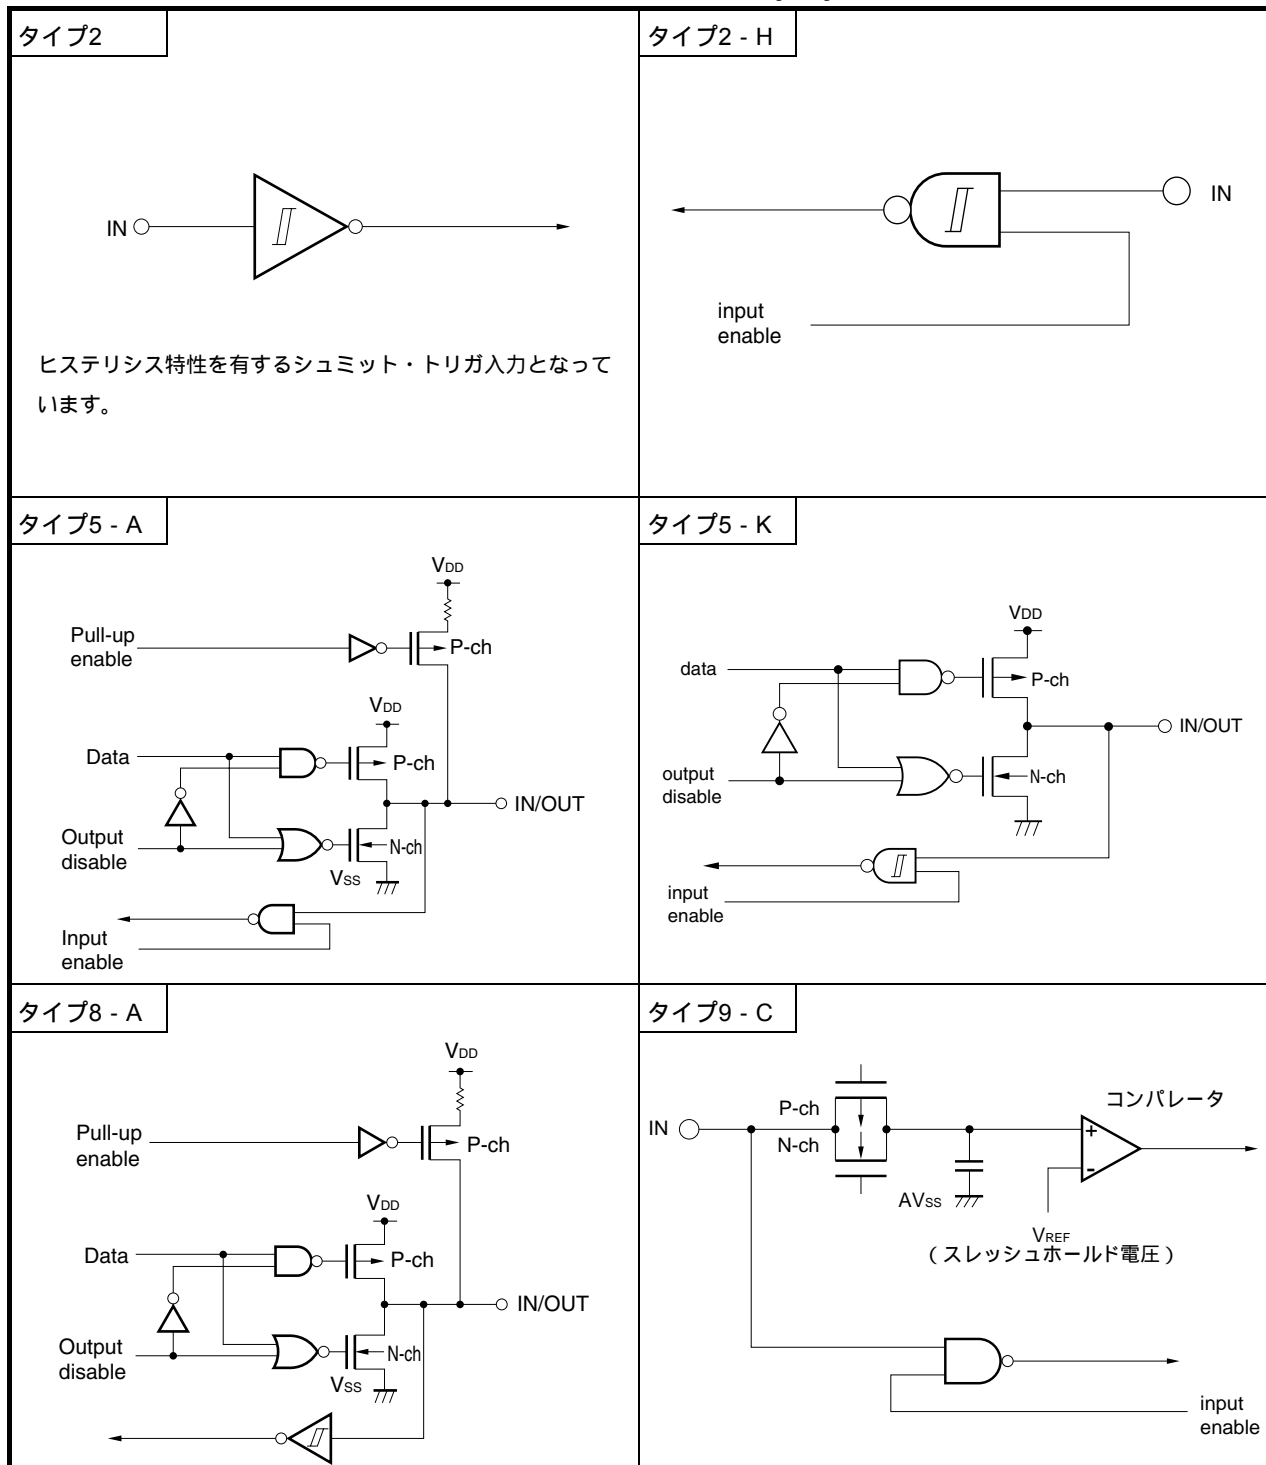 タイプ2
IN
ヒステリシス特性を有するシュミット・トリガ入力となって
います。
タイプ2 - H
IN
input
enable
タイプ5 - A
VDD
Pull-up
enable
P-ch
VDD
Data
P-ch
IN/OUT
Output
disable
N-ch
VSS
Input
enable
タイプ5 - K
VDD
data
P-ch
IN/OUT
output
disable
N-ch
input
enable
タイプ8 - A
VDD
Pull-up
enable
P-ch
VDD
Data
P-ch
IN/OUT
Output
disable
N-ch
VSS
タイプ9 - C
コンパレータ
P-ch
IN
N-ch
+
-
AVSS
VREF
（スレッシュホールド電圧）
input
enable